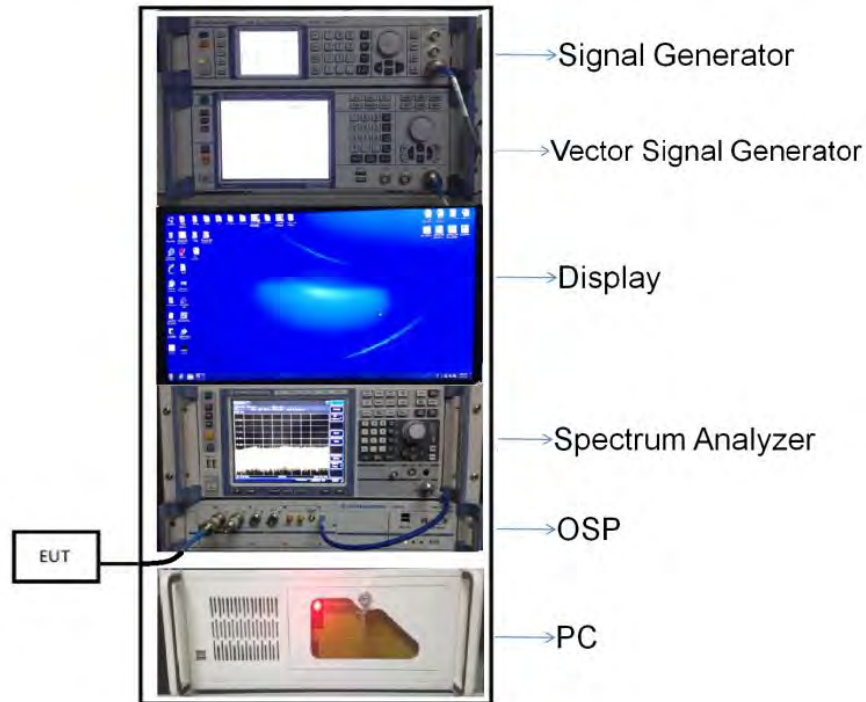 Signal Generator
Vector Signal Generator
Display
Spectrum Analyzer
OSP
EUT
PC